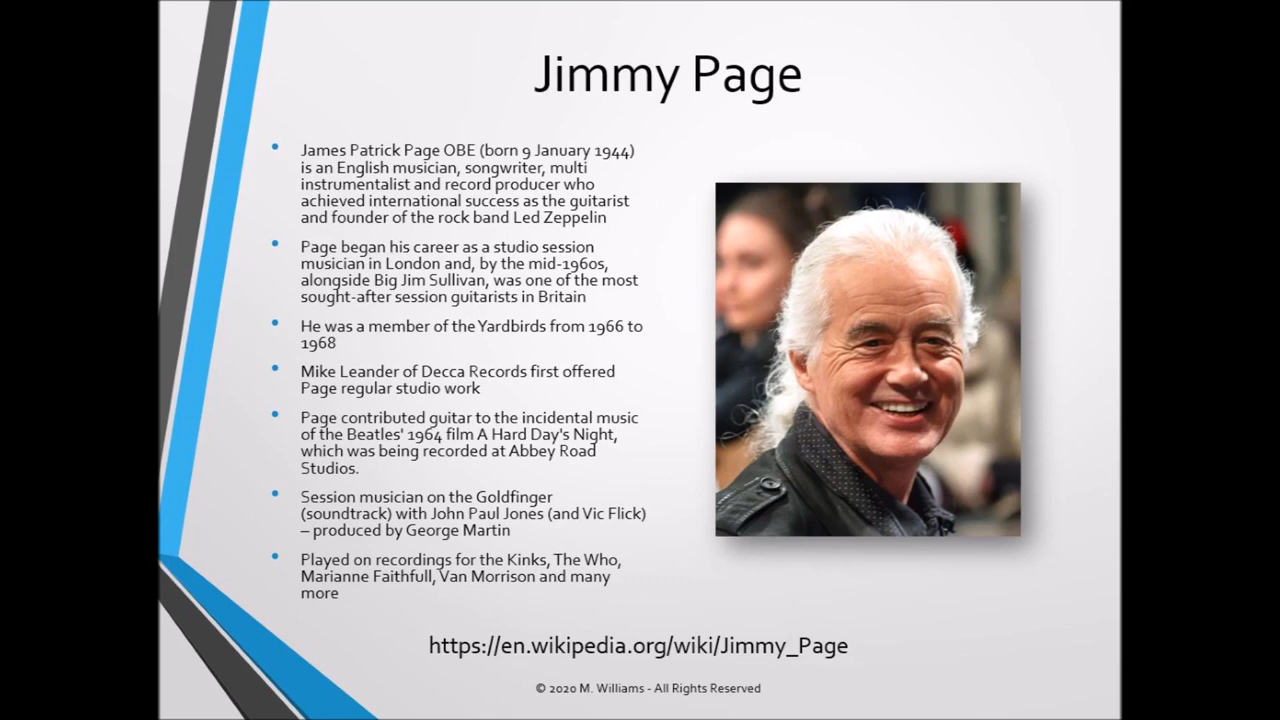 Jimmy Page
James Patrick Page OBE (born 9 January 1944)
is an English musician, songwriter, multi
instrumentalist and record producer who
achieved international success as the guitarist
and founder of the rock band Led Zeppelin
Page began his career as a studio session
musician in London and, by the mid-1960s,
alongside Big Jim Sullivan, was one of the most
sought-after session guitarists in Britain
He was a member of the Yardbirds from 1966 to
1968
Mike Leander of Decca Records first offered
Page regular studio work
Page contributed guitar to the incidental music
of the Beatles' 1964 film A Hard Day's Night,
which was being recorded at Abbey Road
Studios.
Session musician on the Goldfinger
(soundtrack) with John Paul Jones (and Vic Flick)
– produced by George Martin
Played on recordings for the Kinks, The Who,
Marianne Faithfull, Van Morrison and many
more
https://en.wikipedia.org/wiki/Jimmy_Page
© 2020 M. Williams - All Rights Reserved